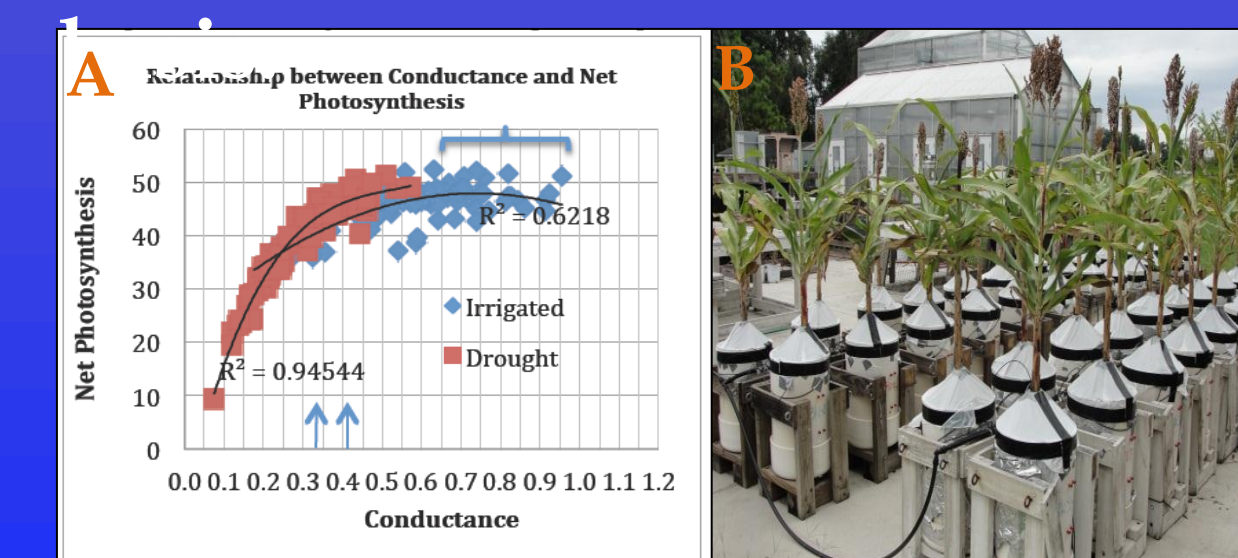 A
Relationship between Conductance and Net
Photosynthesis
60
50
40
30
20
10
0
Net Photosynthesis
R² = 0.6218
Irrigated
Drought
R² = 0.94544
0.0 0.1 0.2 0.3 0.4 0.5 0.6 0.7 0.8 0.9 1.0 1.1 1.2
Conductance
B